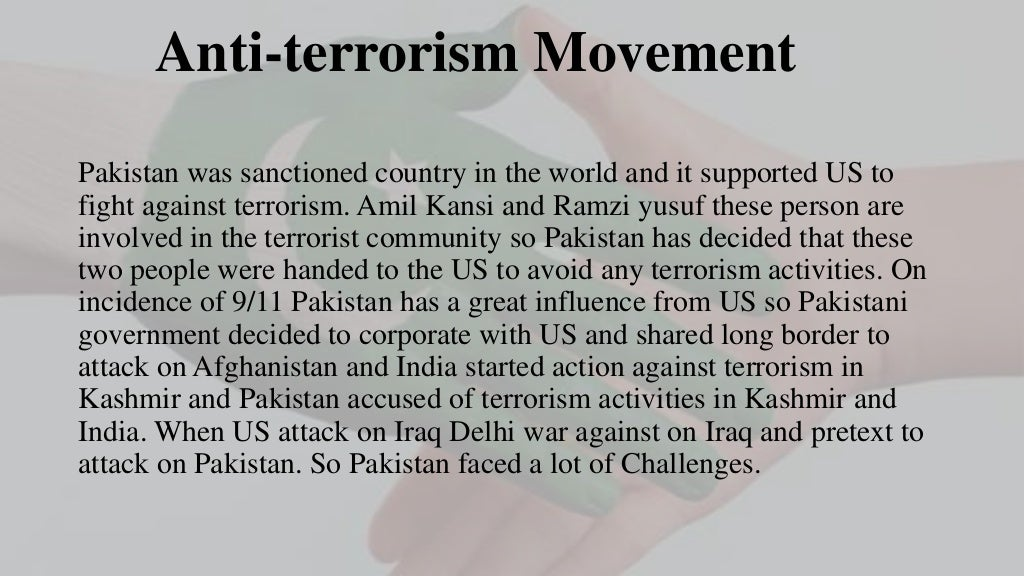 Anti-terrorism Movement
Pakistan was sanctioned country in the world and it supported US to
fight against terrorism. Amil Kansi and Ramzi yusuf these person are
involved in the terrorist community so Pakistan has decided that these
two people were handed to the US to avoid any terrorism activities. On
incidence of 9/11 Pakistan has a great influence from US so Pakistani
government decided to corporate with US and shared long border to
attack on Afghanistan and India started action against terrorism in
Kashmir and Pakistan accused of terrorism activities in Kashmir and
India. When US attack on Iraq Delhi war against on Iraq and pretext to
attack on Pakistan. So Pakistan faced a lot of Challenges.